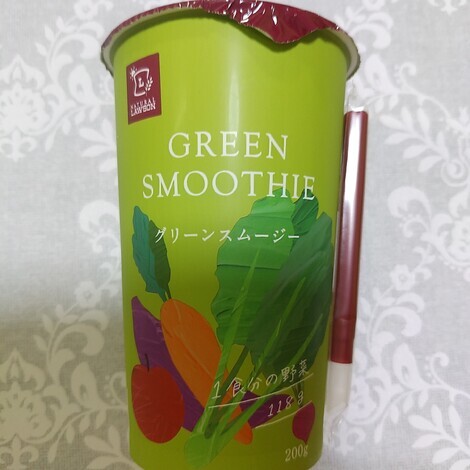 L
NATURAL
LAWSON
GREEN
SMOOTHIE
グリーンスムージー
1食分の野菜
118g
200g